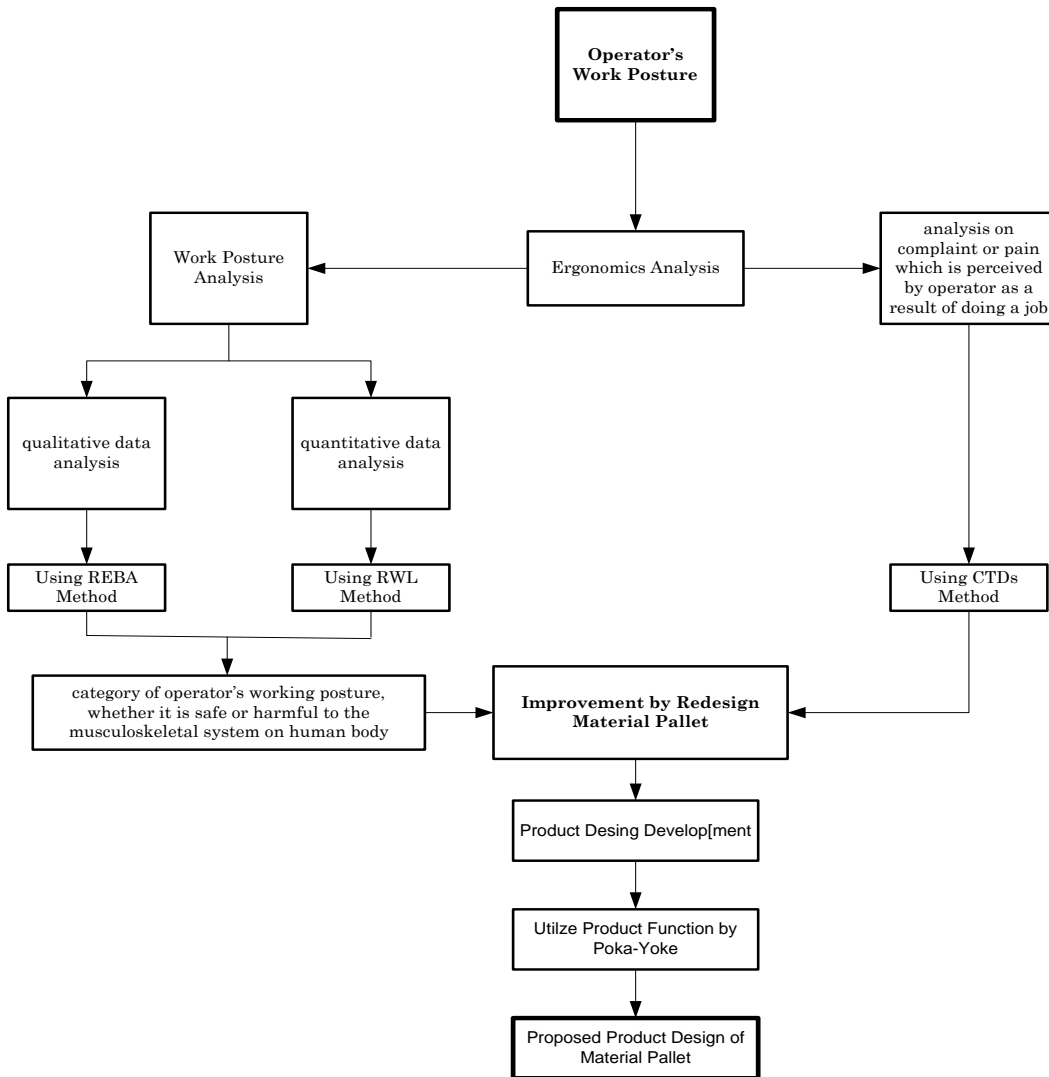 Operator’s
Work Posture
Work Posture
Analysis
Ergonomics Analysis
analysis on
complaint or pain
which is perceived
by operator as a
result of doing a job
qualitative data
analysis
quantitative data
analysis
Using REBA
Method
Using RWL
Method
Using CTDs
Method
category of operator’s working posture,
whether it is safe or harmful to the
musculoskeletal system on human body
Improvement by Redesign
Material Pallet
Product Desing Develop[ment
Utilze Product Function by
Poka-Yoke
Proposed Product Design of
Material Pallet